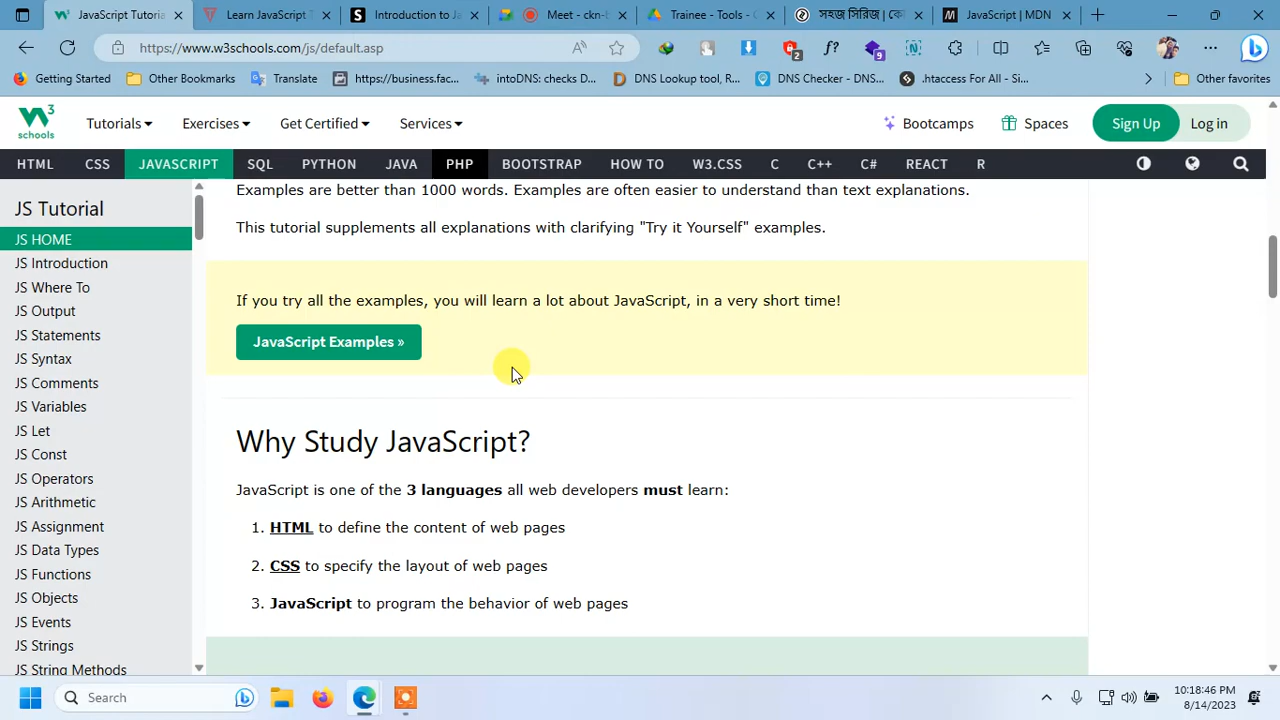 JavaScript Tutoria
Learn JavaScript
Introduction to Ja
Meet - ckn-b
Trainee - Tools -
সহজ সিরিজ | কো
JavaScript | MDN
https://www.w3schools.com/js/default.asp
Getting Started
Other Bookmarks
Translate
https://business.fac...
intoDNS: checks D...
DNS Lookup tool, R...
DNS Checker - DNS...
.htaccess For All - Si...
Other favorites
w3 schools
Tutorials
Exercises
Get Certified
Services
Bootcamps
Spaces
Sign Up
Log in
HTML CSS JAVASCRIPT SQL PYTHON JAVA PHP BOOTSTRAP HOW TO W3.CSS C C++ C# REACT R
JS Tutorial
JS HOME
JS Introduction
JS Where To
JS Output
JS Statements
JS Syntax
JS Comments
JS Variables
JS Let
JS Const
JS Operators
JS Arithmetic
JS Assignment
JS Data Types
JS Functions
JS Objects
JS Events
JS Strings
JS String Methods
Examples are better than 1000 words. Examples are often easier to understand than text explanations.
This tutorial supplements all explanations with clarifying "Try it Yourself" examples.
If you try all the examples, you will learn a lot about JavaScript, in a very short time!
JavaScript Examples »
Why Study JavaScript?
JavaScript is one of the 3 languages all web developers must learn:
1. HTML to define the content of web pages
2. CSS to specify the layout of web pages
3. JavaScript to program the behavior of web pages
Search
10:18:46 PM
8/14/2023